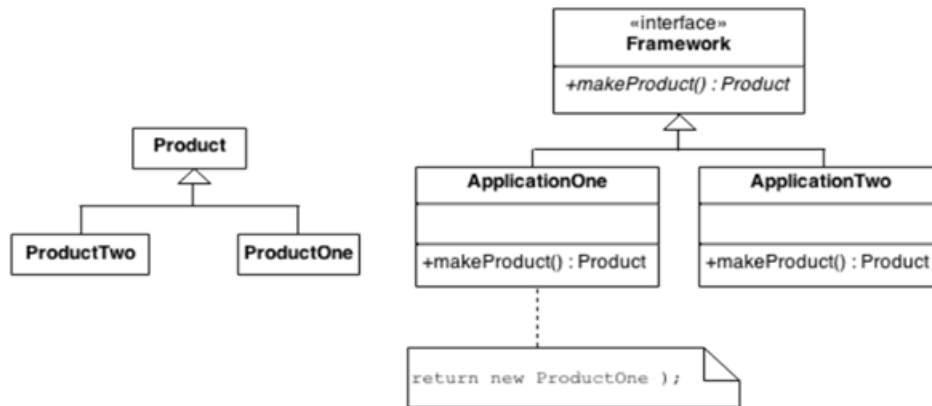 «interface»
Framework
+makeProduct() : Product
Product
ProductTwo
ProductOne
ApplicationOne
+makeProduct() : Product
ApplicationTwo
+makeProduct() : Product
return new ProductOne );